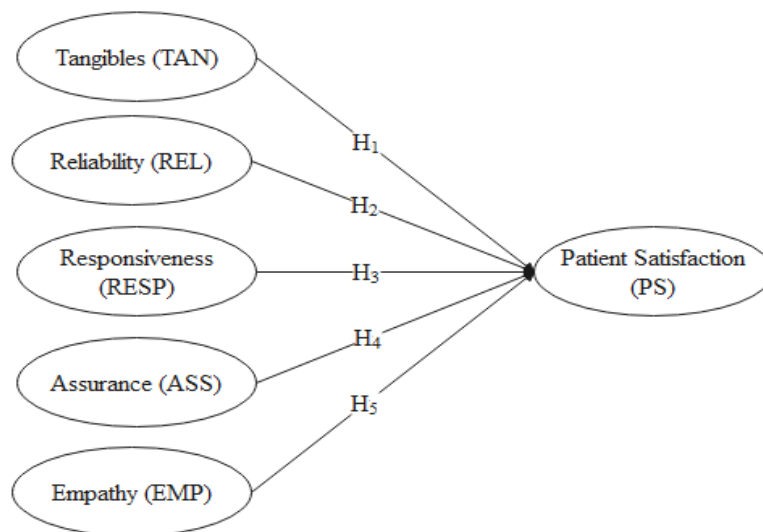 Tangibles (TAN)
H₁
Reliability (REL)
H₂
Responsiveness
(RESP)
H₃
Patient Satisfaction
(PS)
H₄
Assurance (ASS)
H₅
Empathy (EMP)